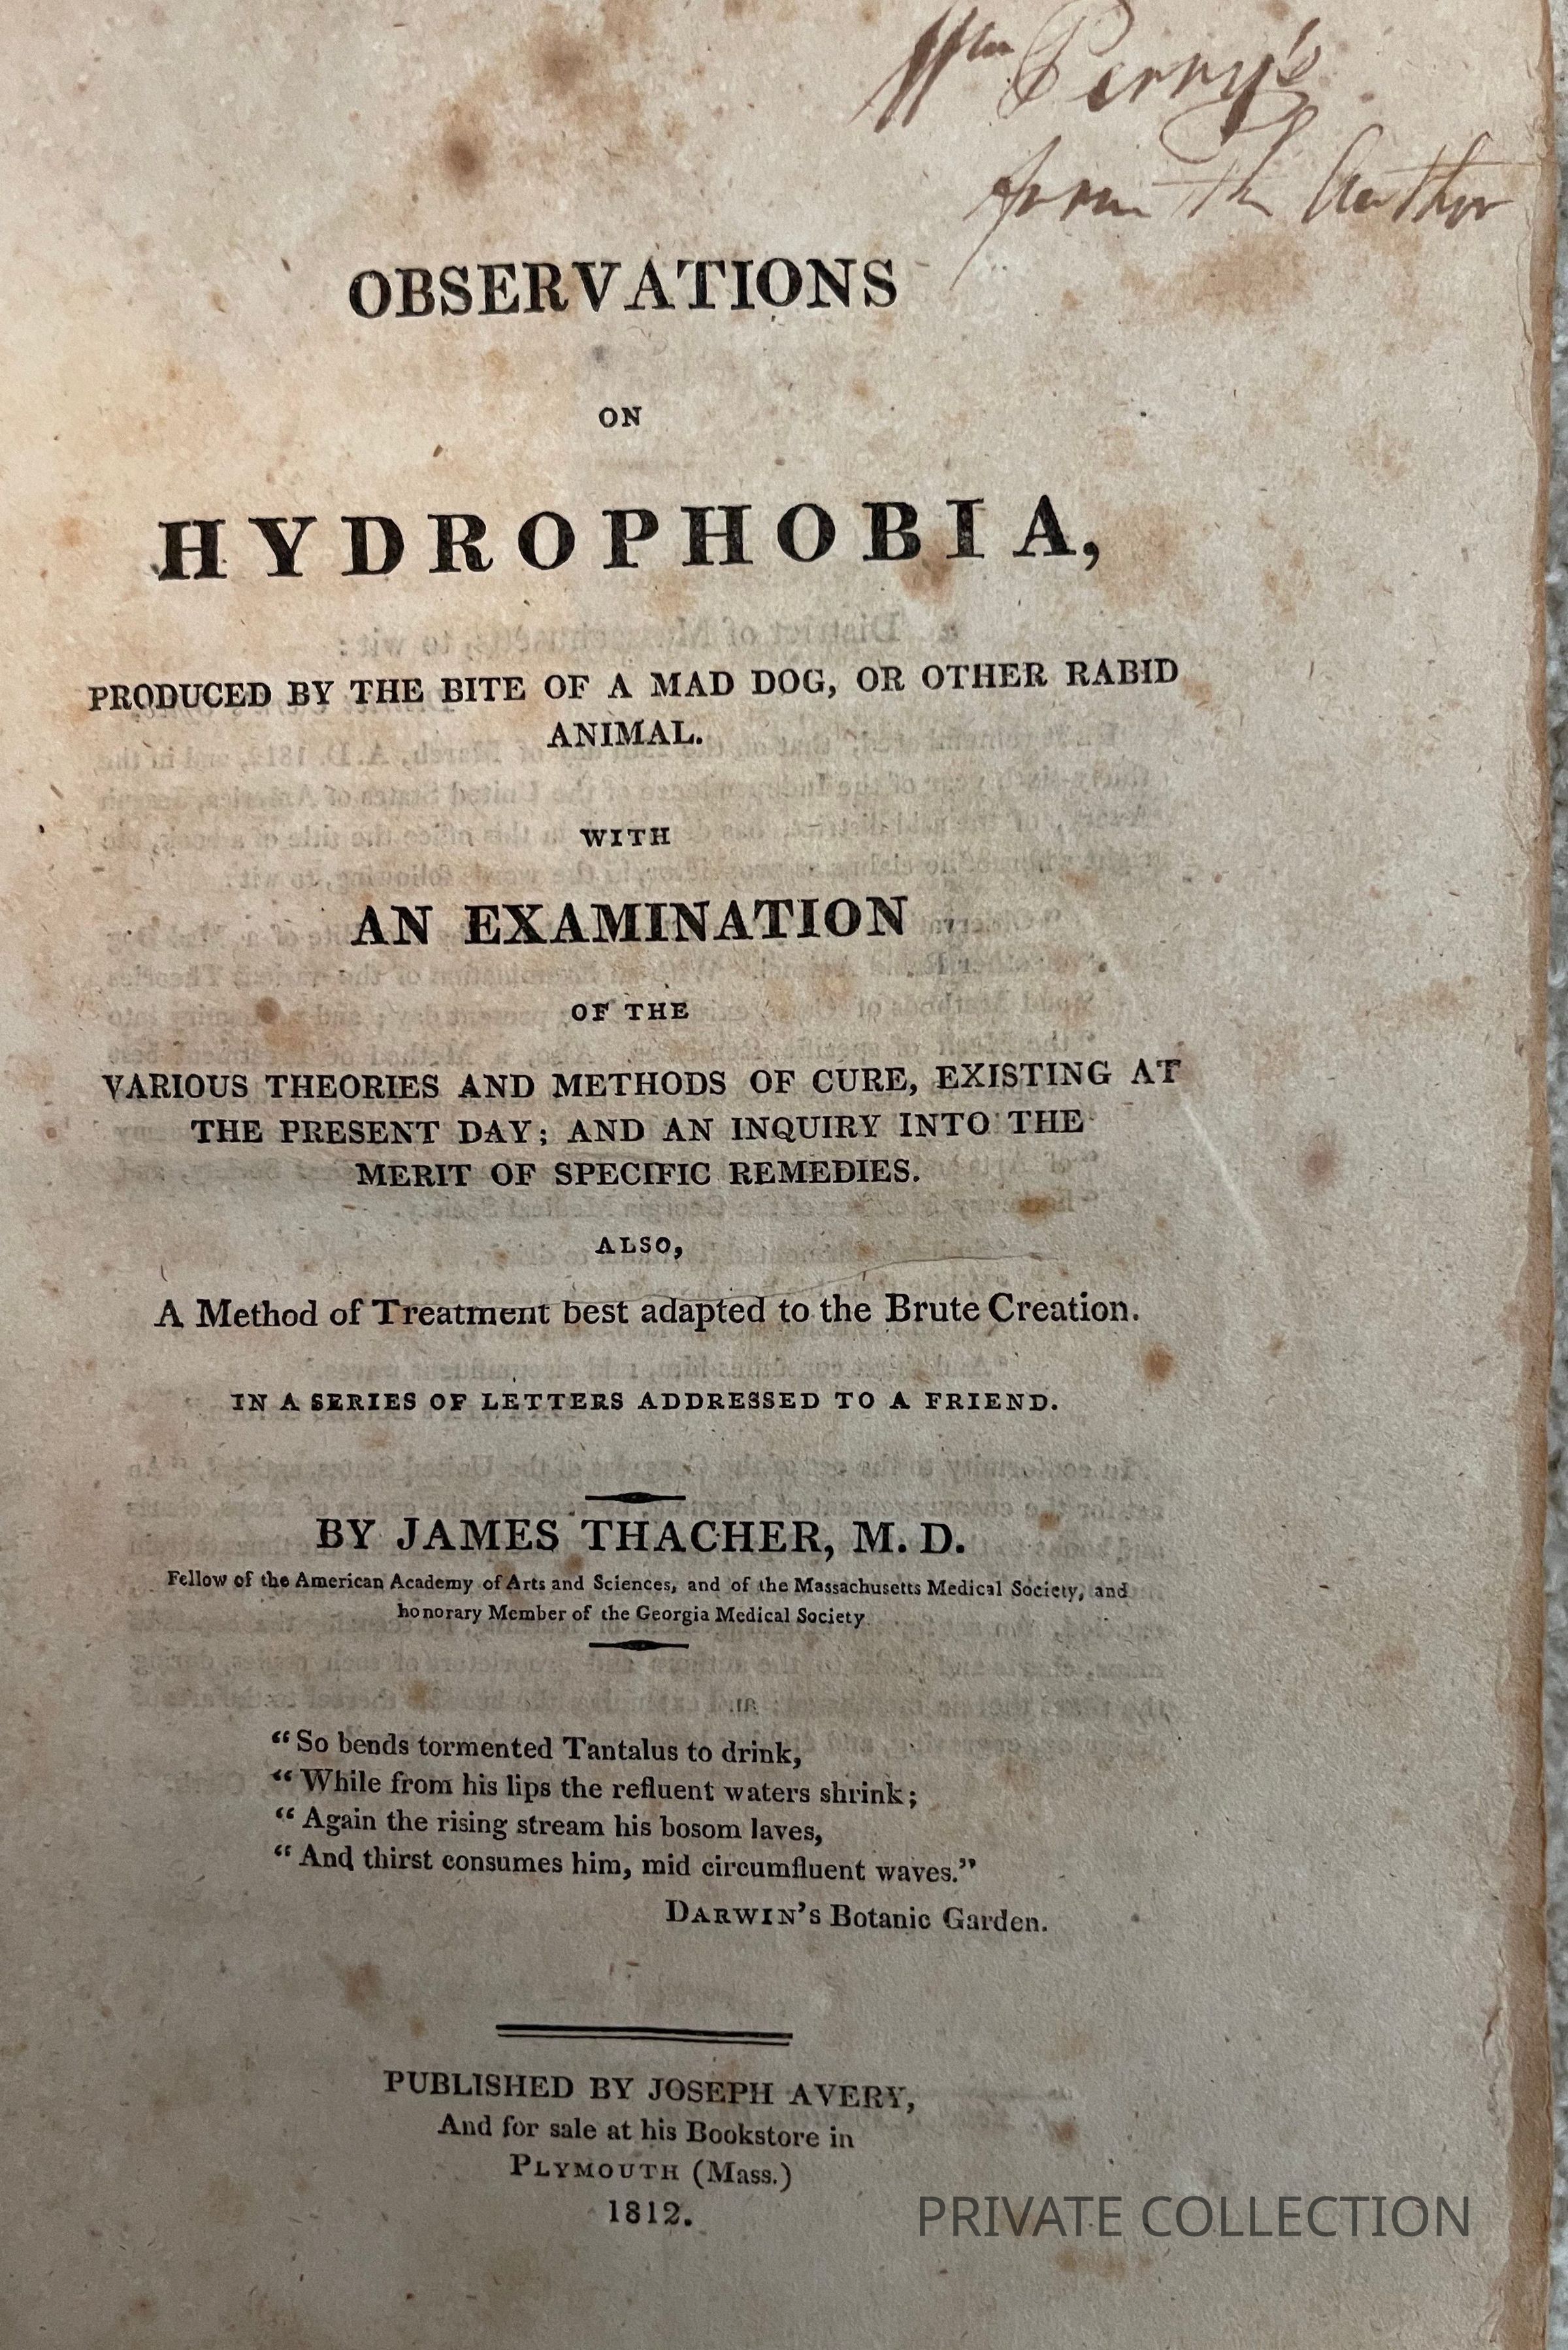 Wm Perry's
from the Author
OBSERVATIONS
ON
HYDROPHOBIA,
PRODUCED BY THE BITE OF A MAD DOG, OR OTHER RABID
ANIMAL.
WITH
AN EXAMINATION
OF THE
VARIOUS THEORIES AND METHODS OF CURE, EXISTING AT
THE PRESENT DAY; AND AN INQUIRY INTO THE
MERIT OF SPECIFIC REMEDIES.
ALSO,
A Method of Treatment best adapted to the Brute Creation.
IN A SERIES OF LETTERS ADDRESSED TO A FRIEND.
BY JAMES THACHER, M. D.
Fellow of the American Academy of Arts and Sciences, and of the Massachusetts Medical Society, and
honorary Member of the Georgia Medical Society.
“So bends tormented Tantalus to drink,
“While from his lips the refluent waters shrink;
“Again the rising stream his bosom laves,
“And thirst consumes him, mid circumfluent waves.”
DARWIN'S Botanic Garden.
PUBLISHED BY JOSEPH AVERY,
And for sale at his Bookstore in
PLYMOUTH (Mass.)
1812.
PRIVATE COLLECTION